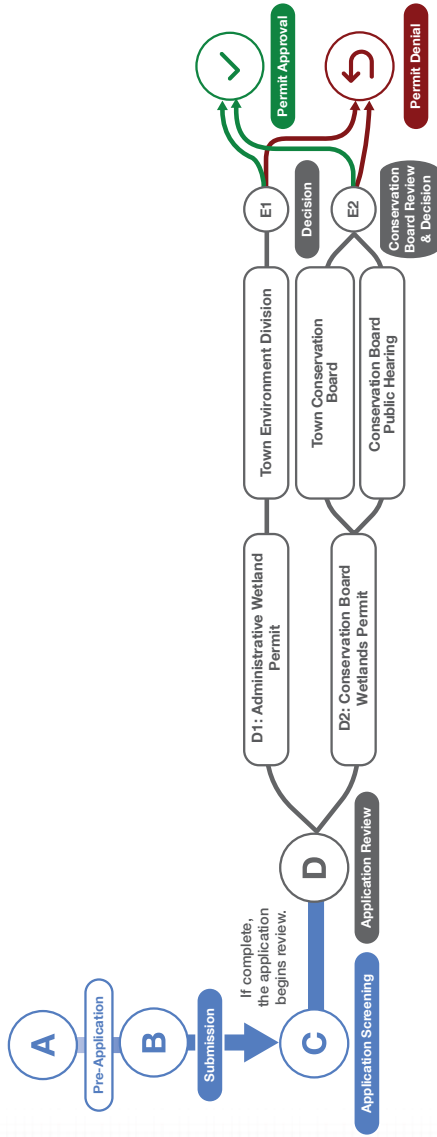 A
Pre-Application
B
Submission
C
Application Screening
If complete,
the application
begins review.
D
Application Review
D1: Administrative Wetland
Permit
Town Environment Division
E1
Decision
D2: Conservation Board
Wetlands Permit
Town Conservation
Board
Conservation Board
Public Hearing
E2
Conservation
Board Review
& Decision
Permit Approval
Permit Denial